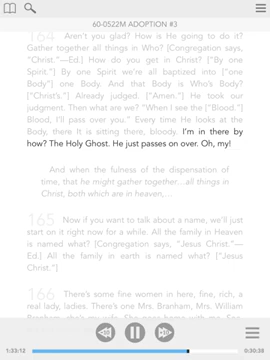 60-0522M ADOPTION #3
164 Aren't you glad? How is He going to do it?
Gather together all things in Who? [Congregation says,
"Christ."—Ed.] How do you get in Christ? ["By one
Spirit."] By one Spirit we're all baptized into ["one
Body"] one Body. And that Body is Who's Body?
["Christ's."] Already judged. ["Amen."] He took our
judgment. Then what are we? "When I see the ["Blood."]
Blood, I'll pass over you." Every time He looks at the
Body, there It is sitting there, bloody. I'm in there by
how? The Holy Ghost. He just passes on over. Oh, my!
And when the fulness of the dispensation of
time, that he might gather together...all things in
Christ, both which are in heaven,...
165 Now if you want to talk about a name, we'll just
start on it right now for a while. All the family in Heaven
is named what? [Congregation says, "Jesus Christ."—
Ed.] All the family in earth is named what? ["Jesus
Christ."]
166 There's some fine women in here, fine, rich, a
real lady, ladies. There's one Mrs. Branham, Mrs. William
1:33:12
0:30:38